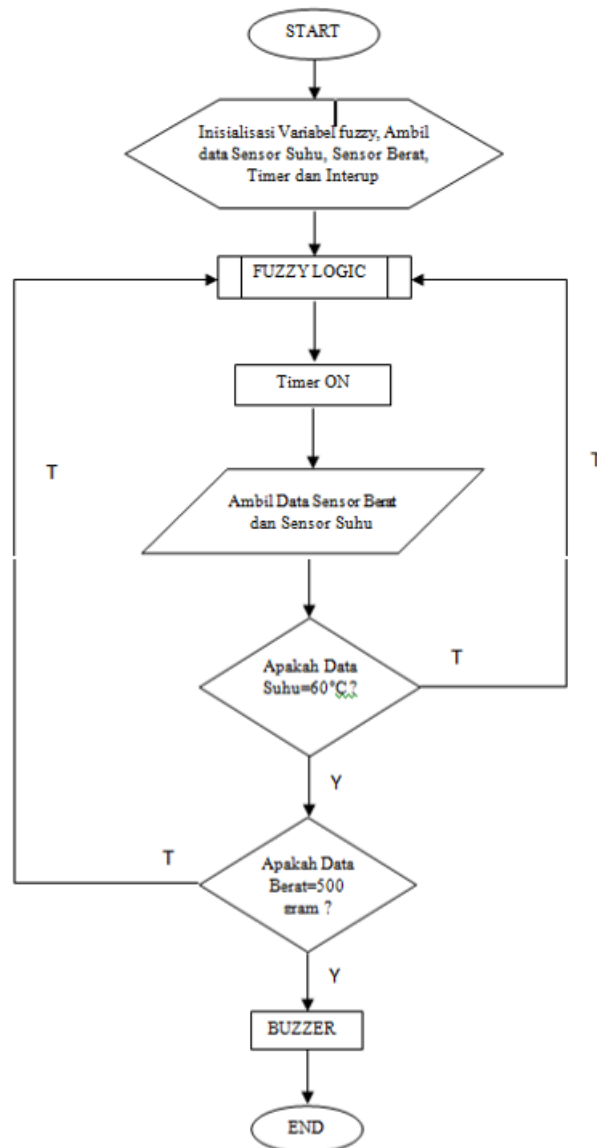 START
Inisialisasi Variabel fuzzy, Ambil
data Sensor Suhu, Sensor Berat,
Timer dan Interup
FUZZY LOGIC
Timer ON
T
T
Ambil Data Sensor Berat
dan Sensor Suhu
Apakah Data
Suhu=60°C?
T
Y
T
Apakah Data
Berat=500
gram ?
Y
BUZZER
END